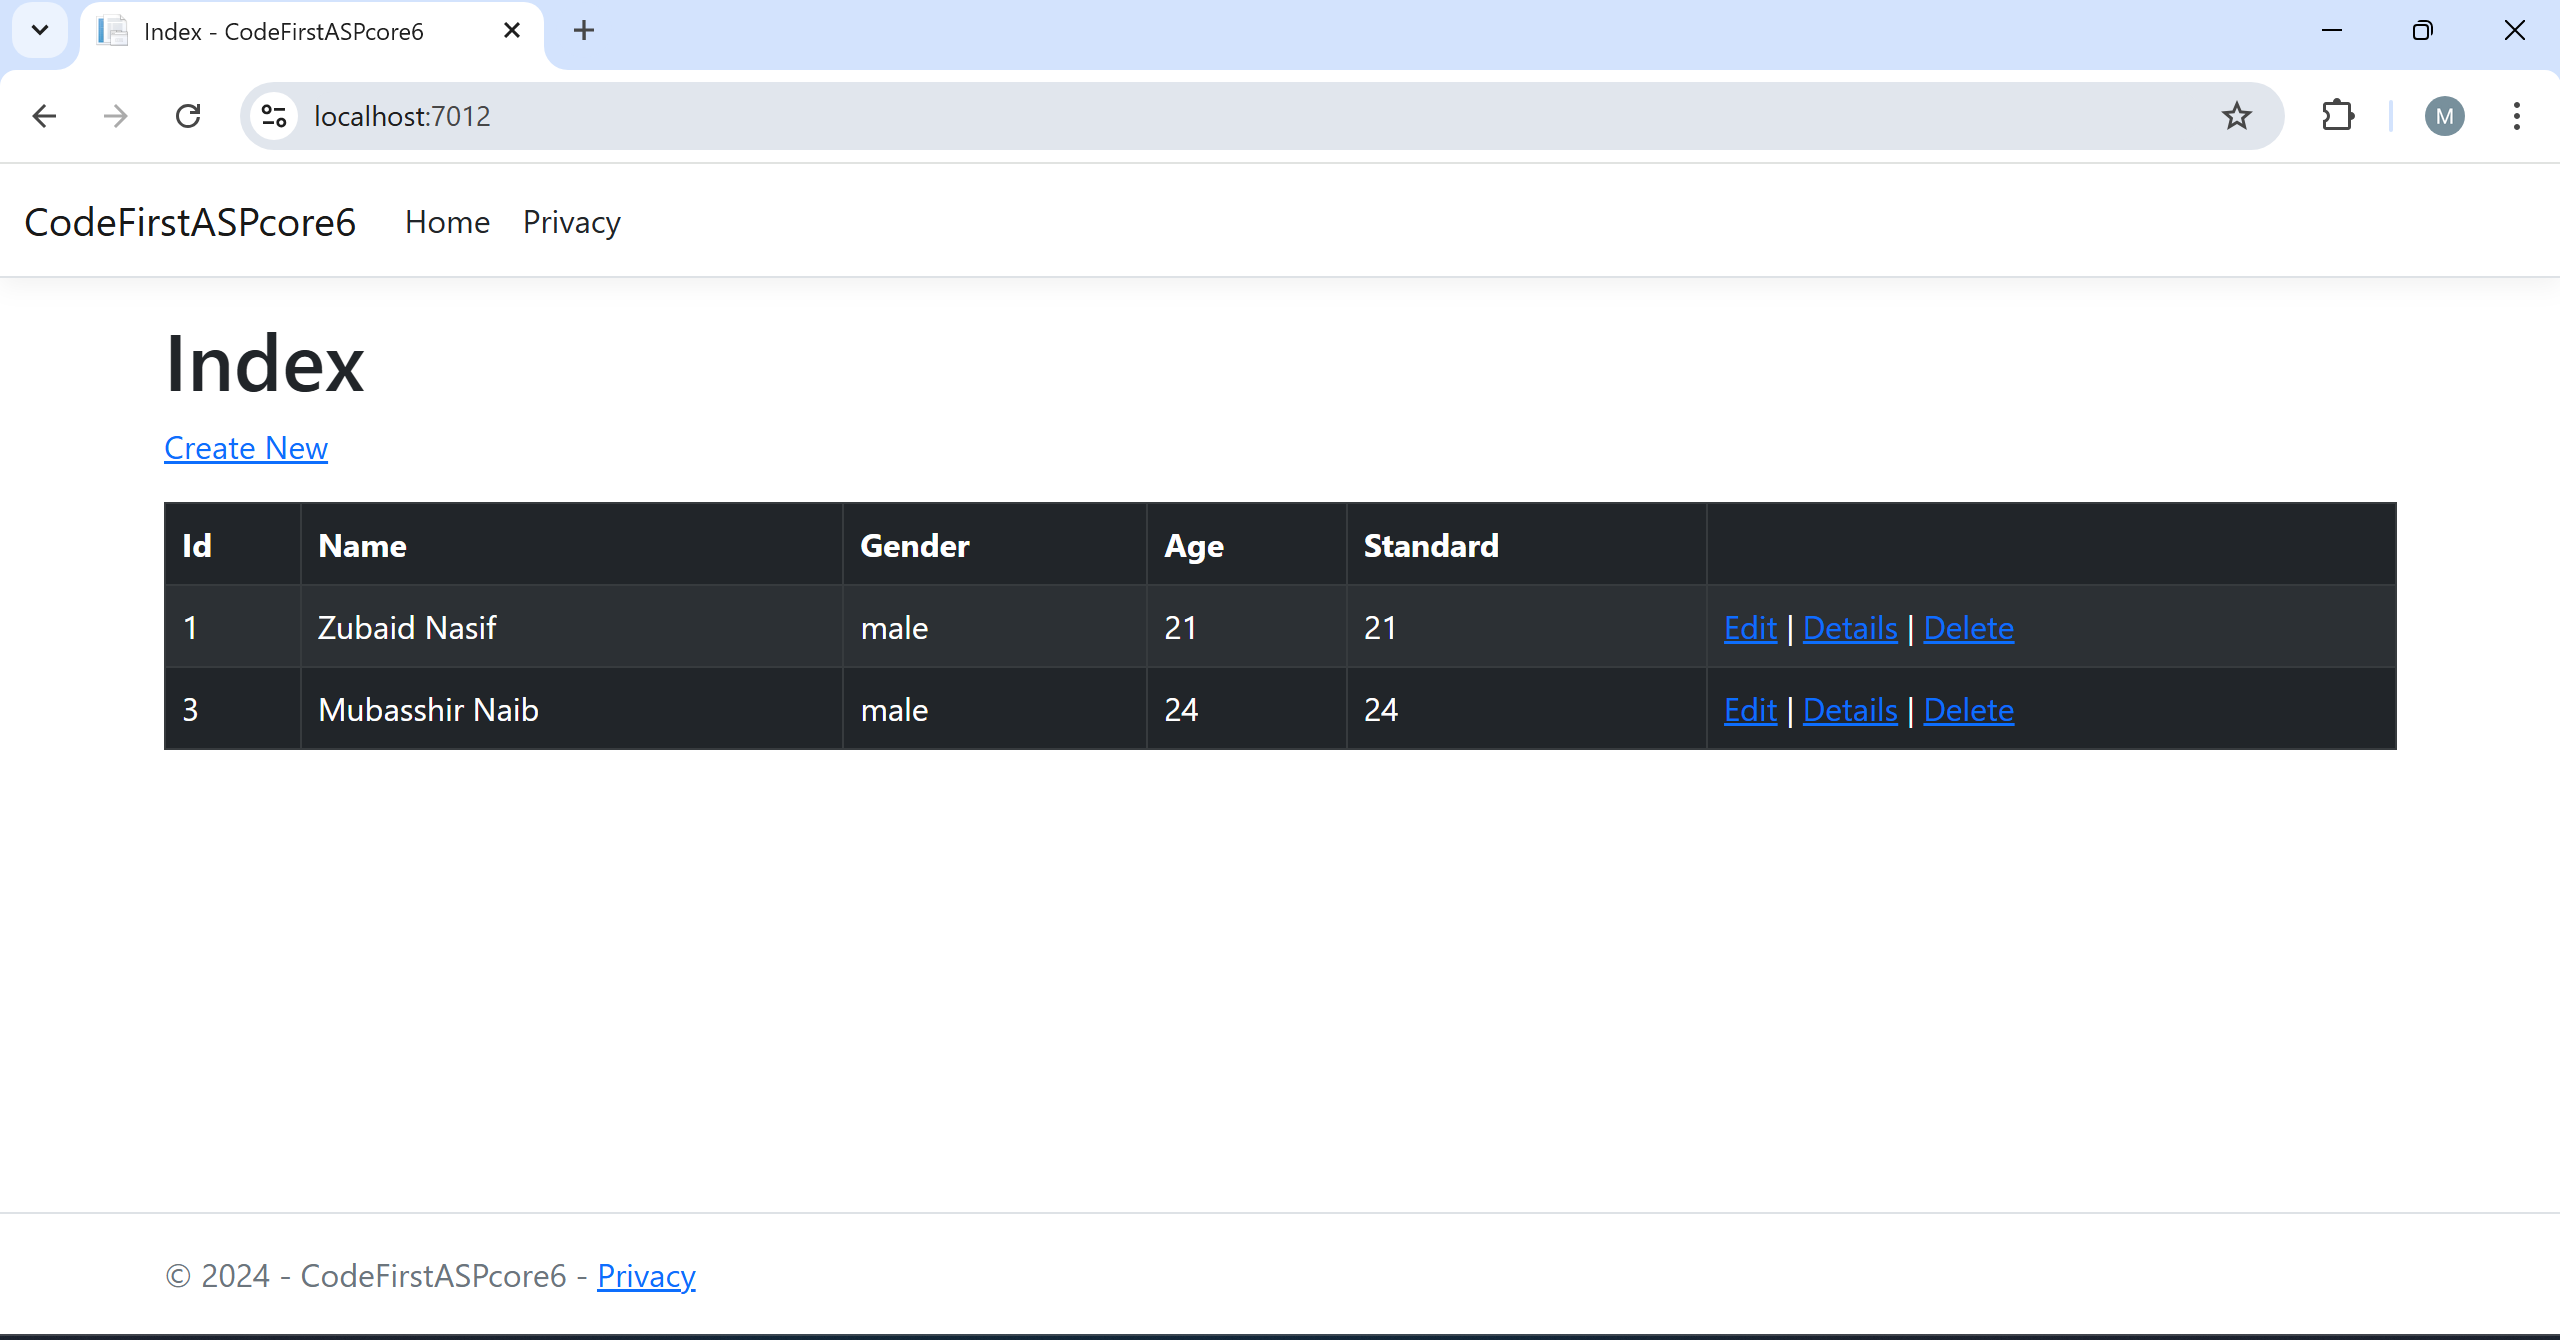 Index - CodeFirstASPcore6
localhost:7012
M
CodeFirstASPcore6 Home Privacy
Index
Create New
Id Name Gender Age Standard
1 Zubaid Nasif male 21 21 Edit | Details | Delete
3 Mubasshir Naib male 24 24 Edit | Details | Delete
© 2024 - CodeFirstASPcore6 - Privacy